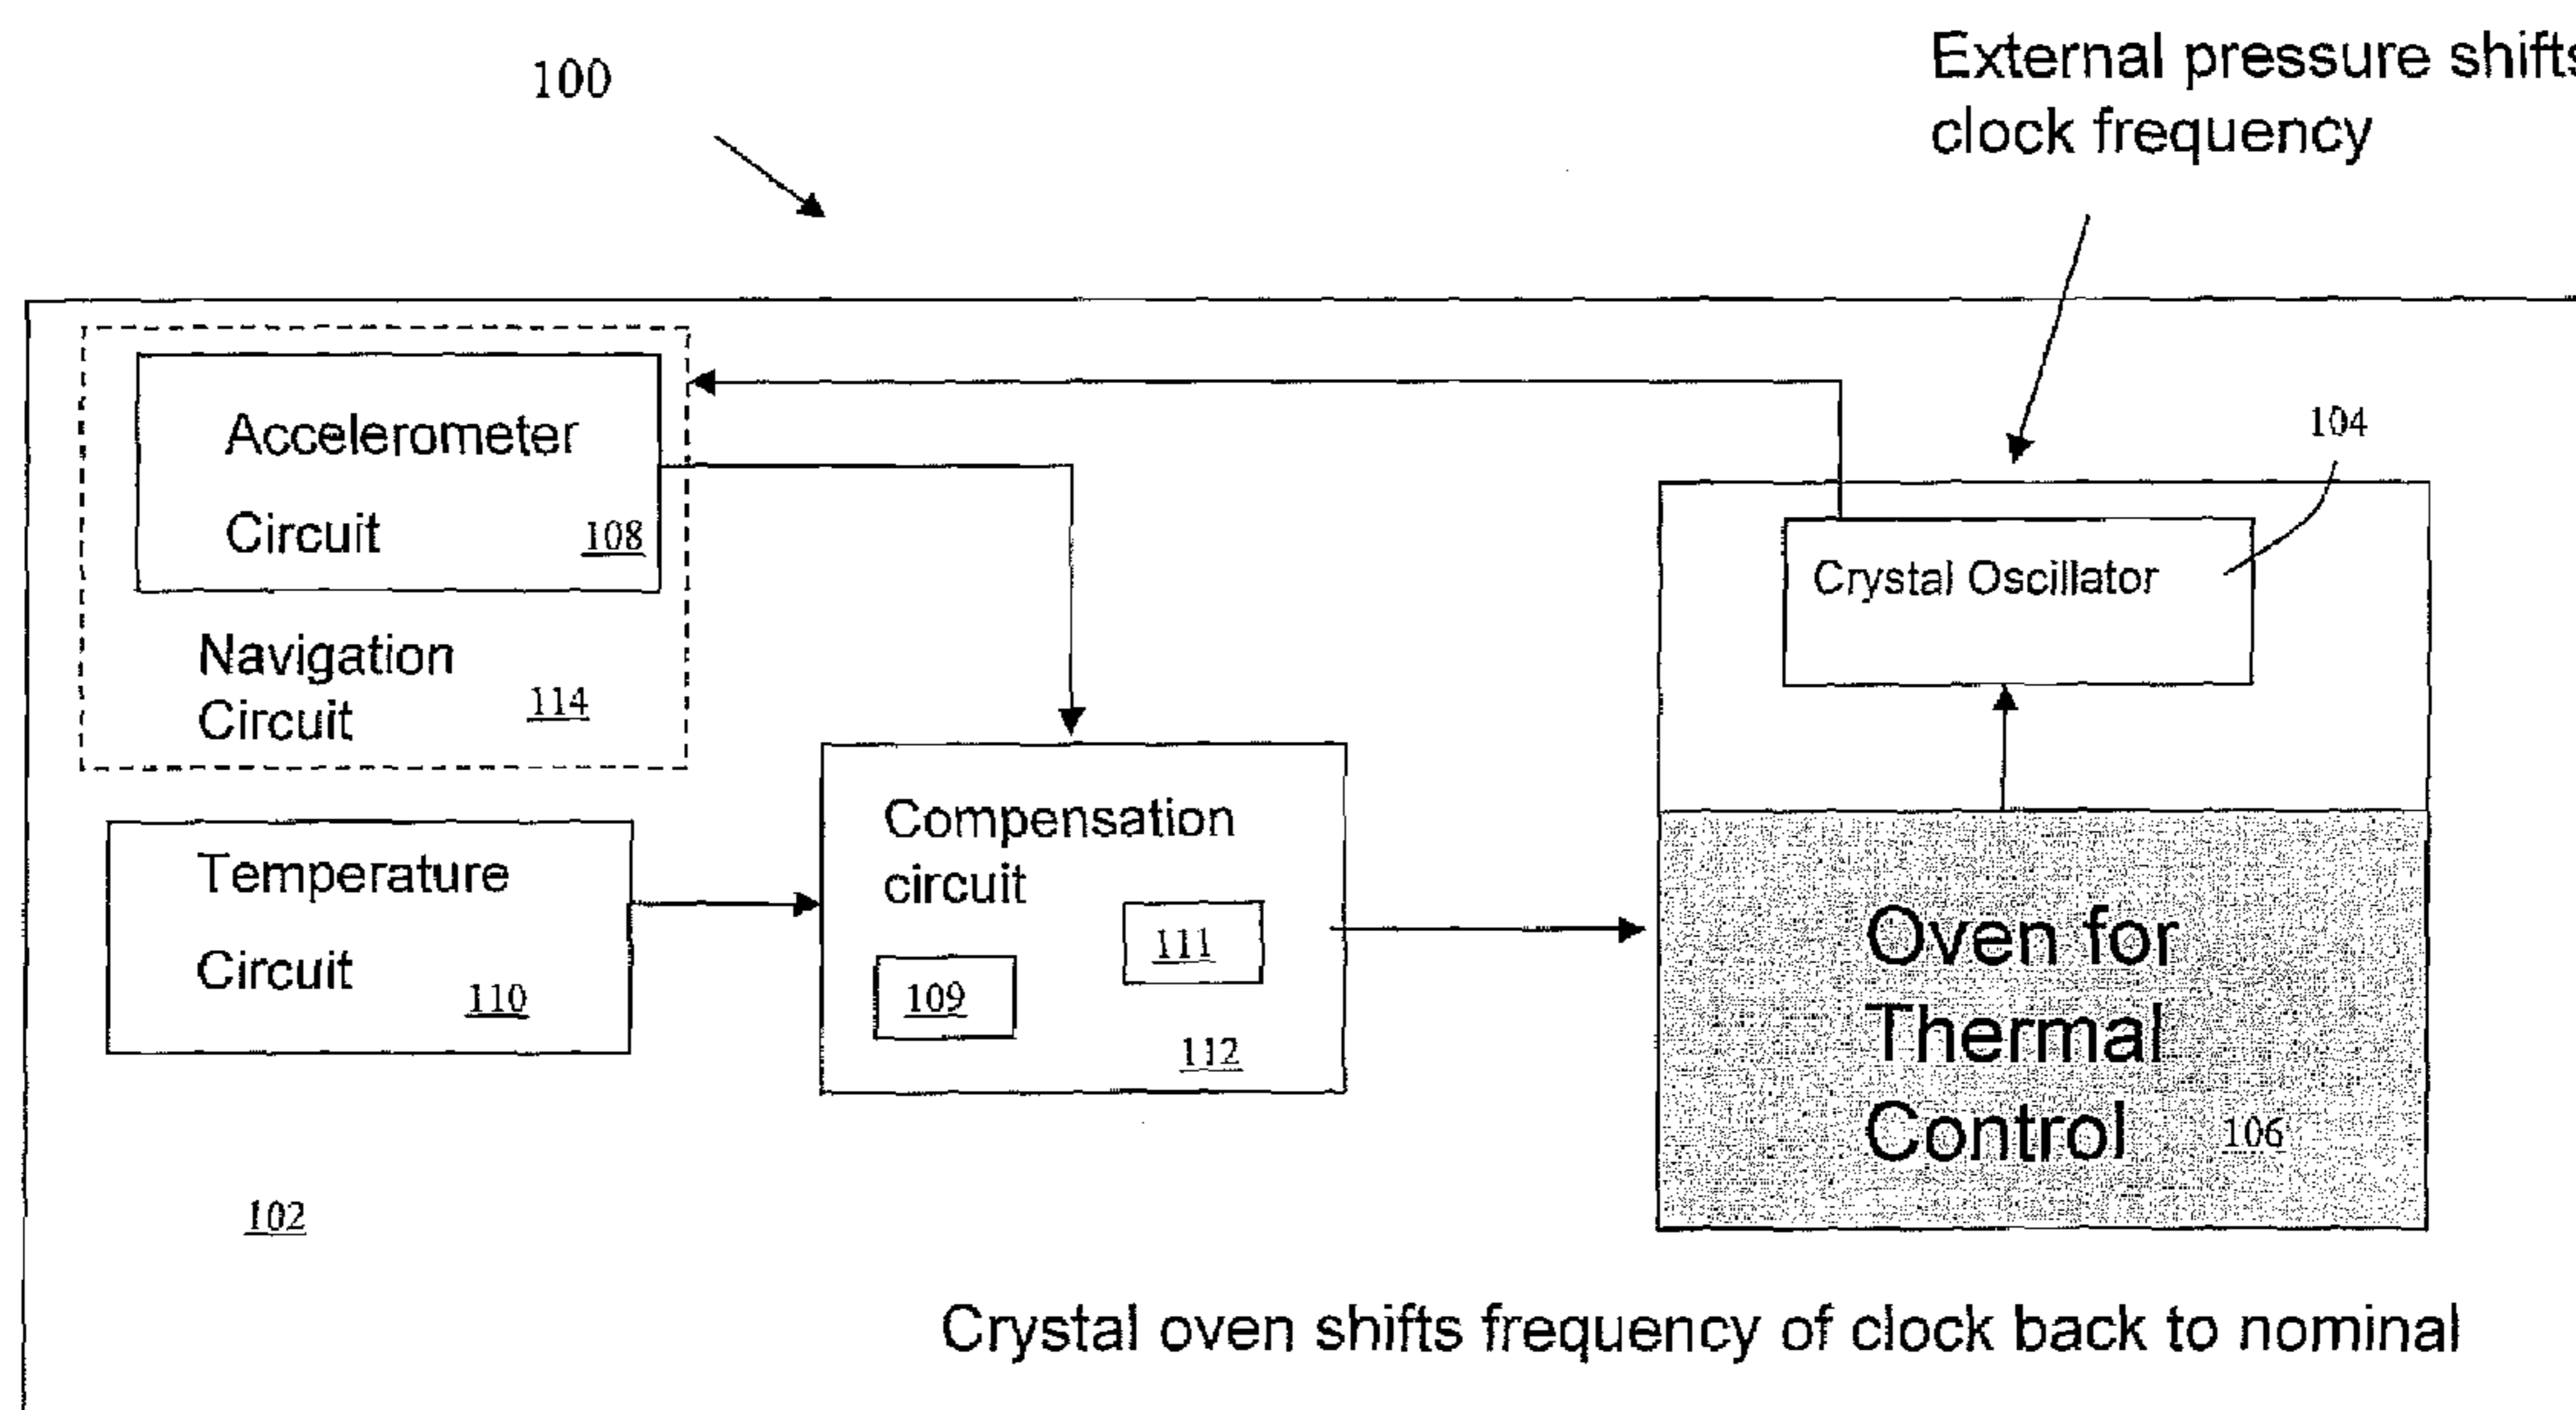 100
External pressure shifts
clock frequency
104
Accelerometer
Circuit
108
Crystal Oscillator
Navigation
Circuit
114
Compensation
circuit
111
109
112
Temperature
Circuit
110
Oven for
Thermal
Control
106
102
Crystal oven shifts frequency of clock back to nominal